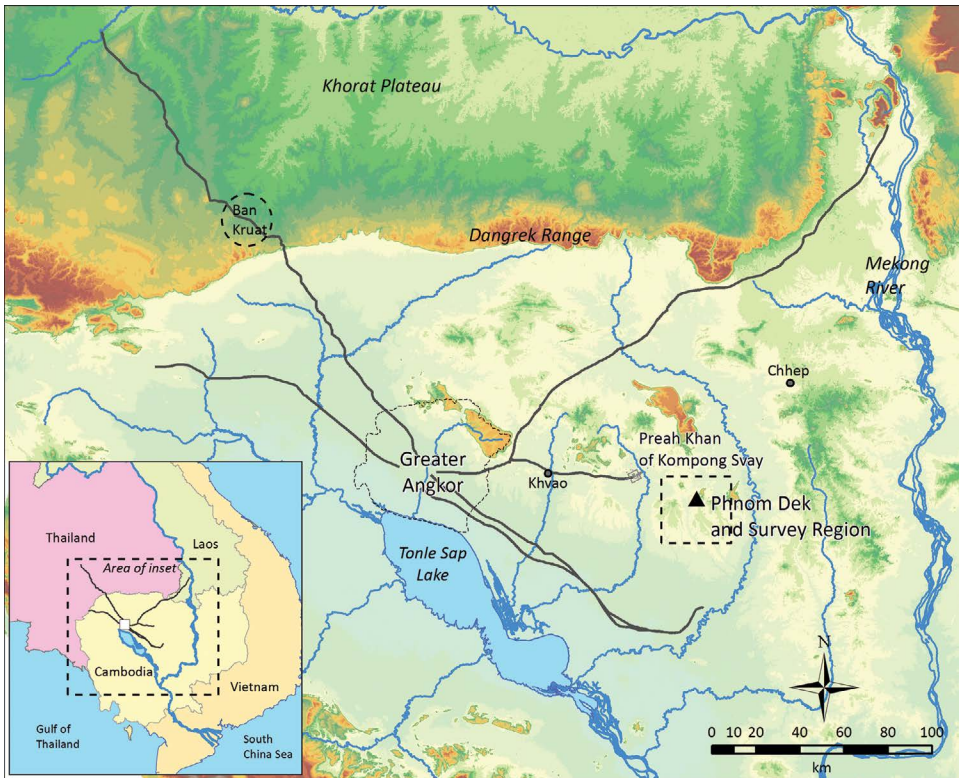 Khorat Plateau
Ban
Kruat
Dangrek Range
Mekong
River
Chhep
Preah Khan
of Kompong Svay
Greater
Angkor
Khvao
Phnom Dek
and Survey Region
Tonle Sap
Lake
Thailand
Laos
Area of inset
Cambodia
Vietnam
Gulf of
Thailand
South
China Sea
N
0 10 20 40 60 80 100
km